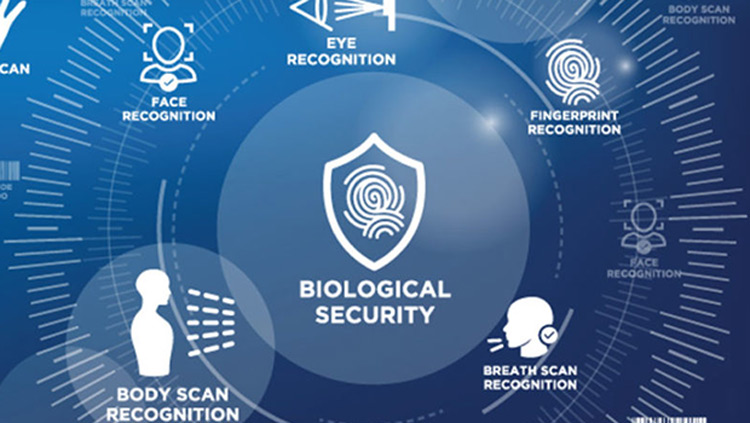 BREATH SCAN
RECOGNITION
BODY SCAN
RECOGNITION
EYE
RECOGNITION
SCAN
FACE
RECOGNITION
FINGERPRINT
RECOGNITION
FACE
RECOGNITION
BIOLOGICAL
SECURITY
BREATH SCAN
RECOGNITION
BODY SCAN
RECOGNITION